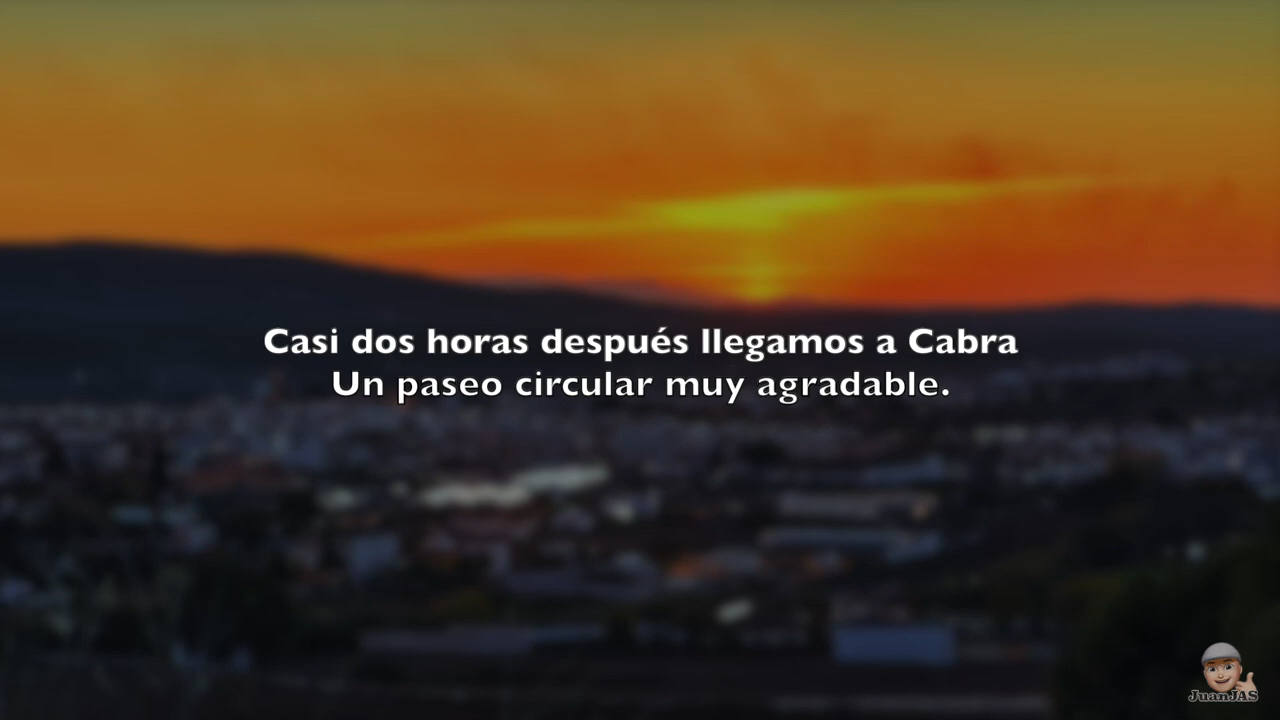 Casi dos horas después llegamos a Cabra
Un paseo circular muy agradable.
JuanJAS